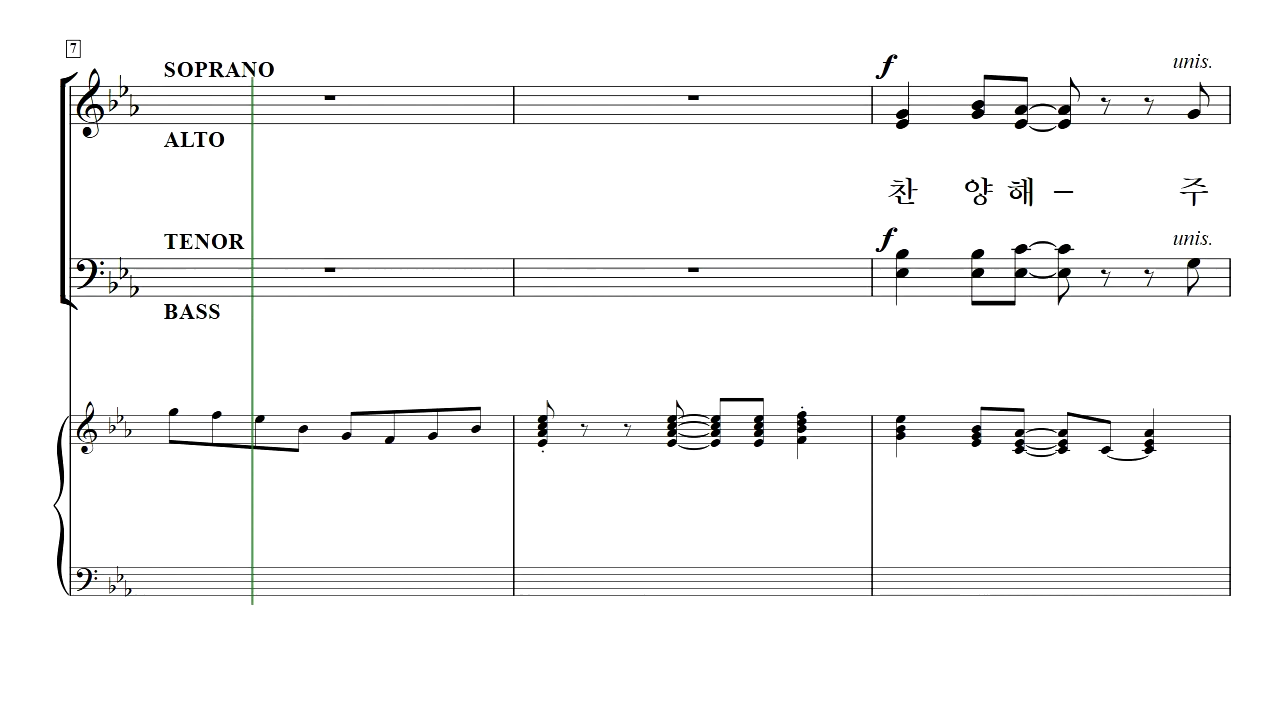 7
SOPRANO
f unis.
ALTO
찬 양 해 – 주
TENOR
f unis.
BASS